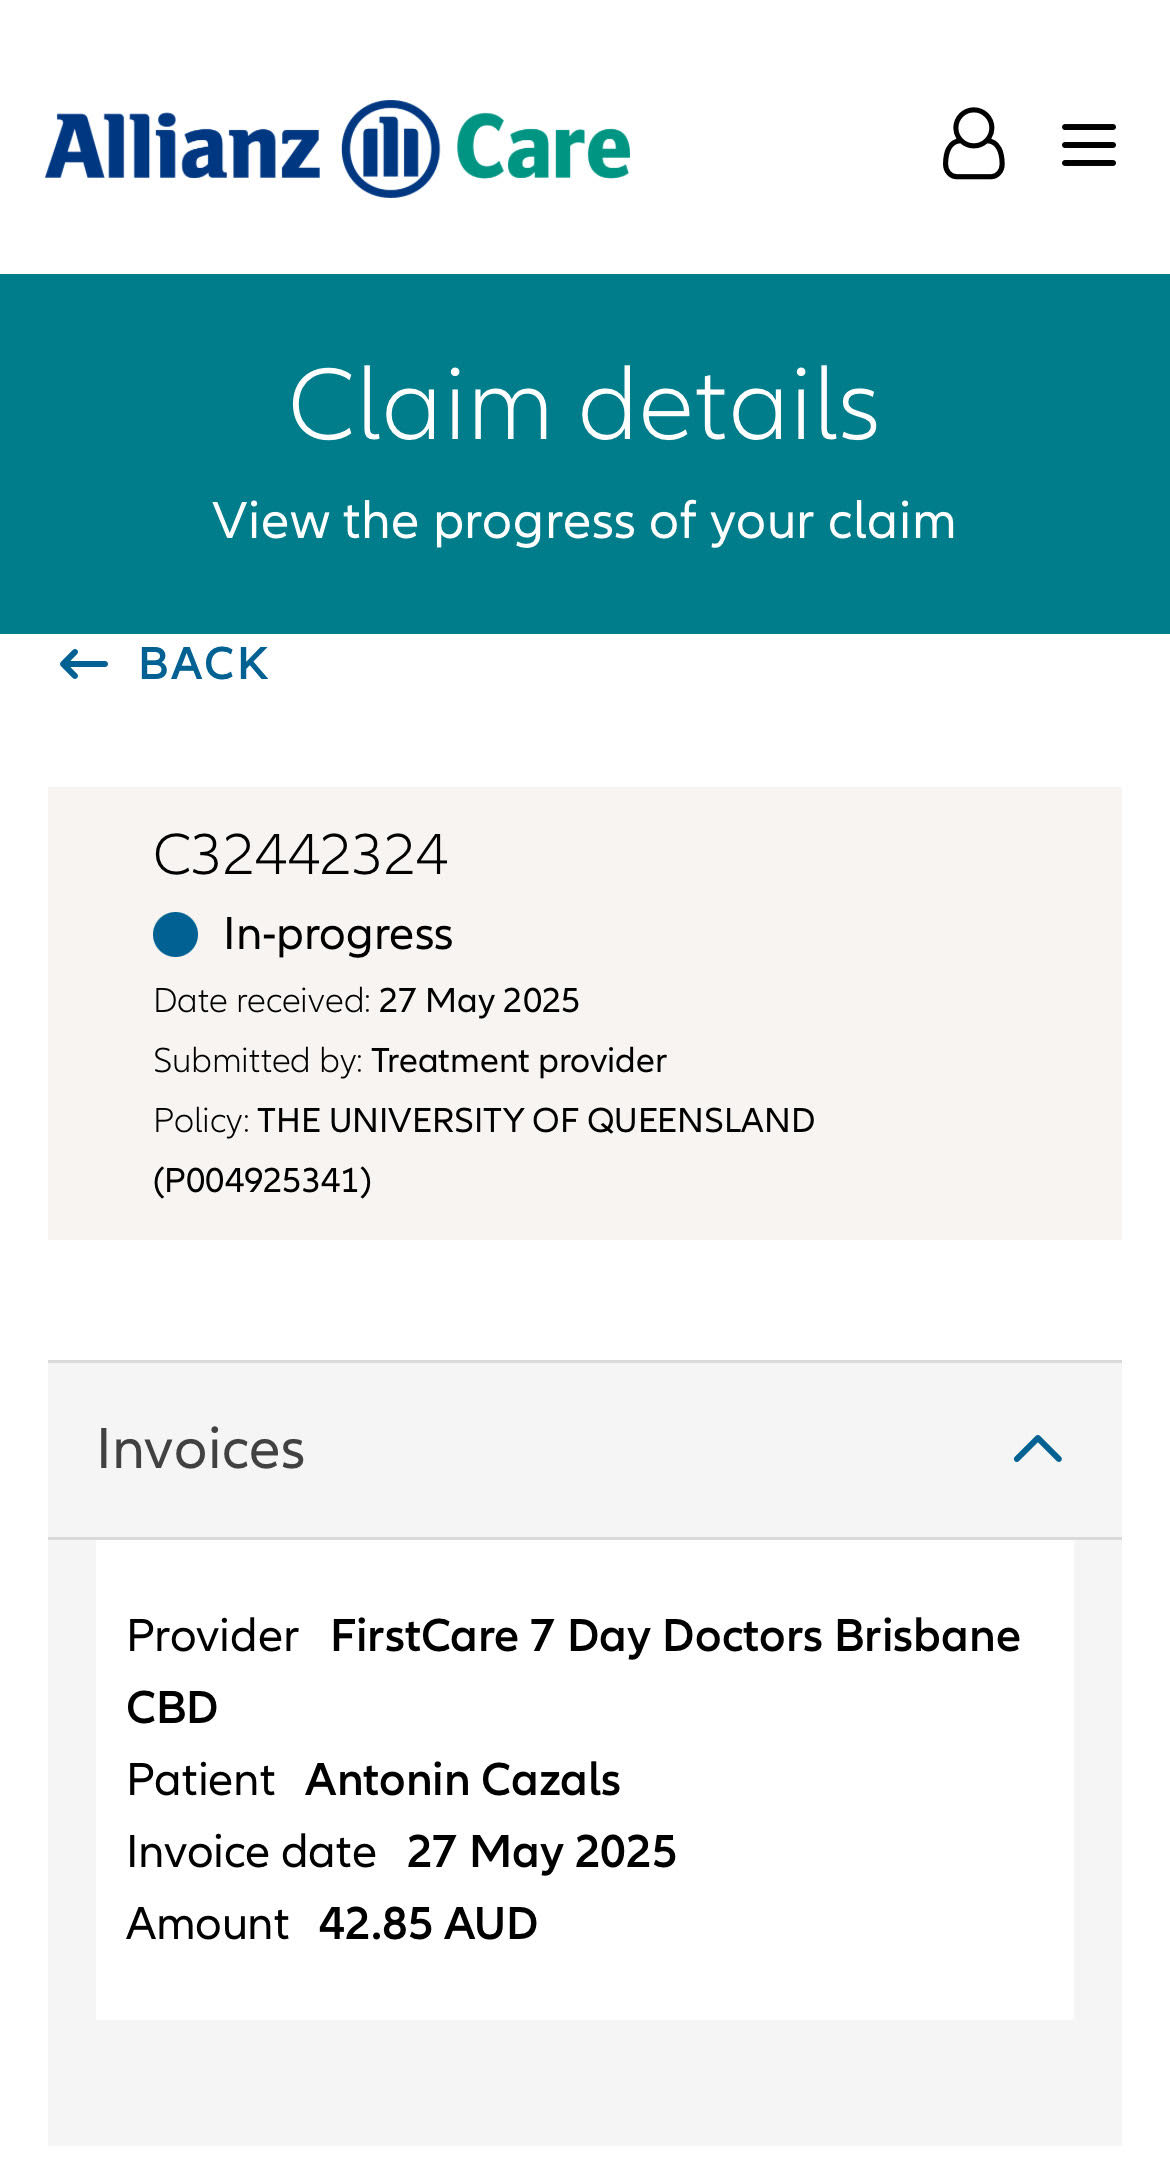 Allianz Care
Claim details
View the progress of your claim
BACK
C32442324
In-progress
Date received: 27 May 2025
Submitted by: Treatment provider
Policy: THE UNIVERSITY OF QUEENSLAND
(P004925341)
Invoices
Provider FirstCare 7 Day Doctors Brisbane
CBD
Patient Antonin Cazals
Invoice date 27 May 2025
Amount 42.85 AUD